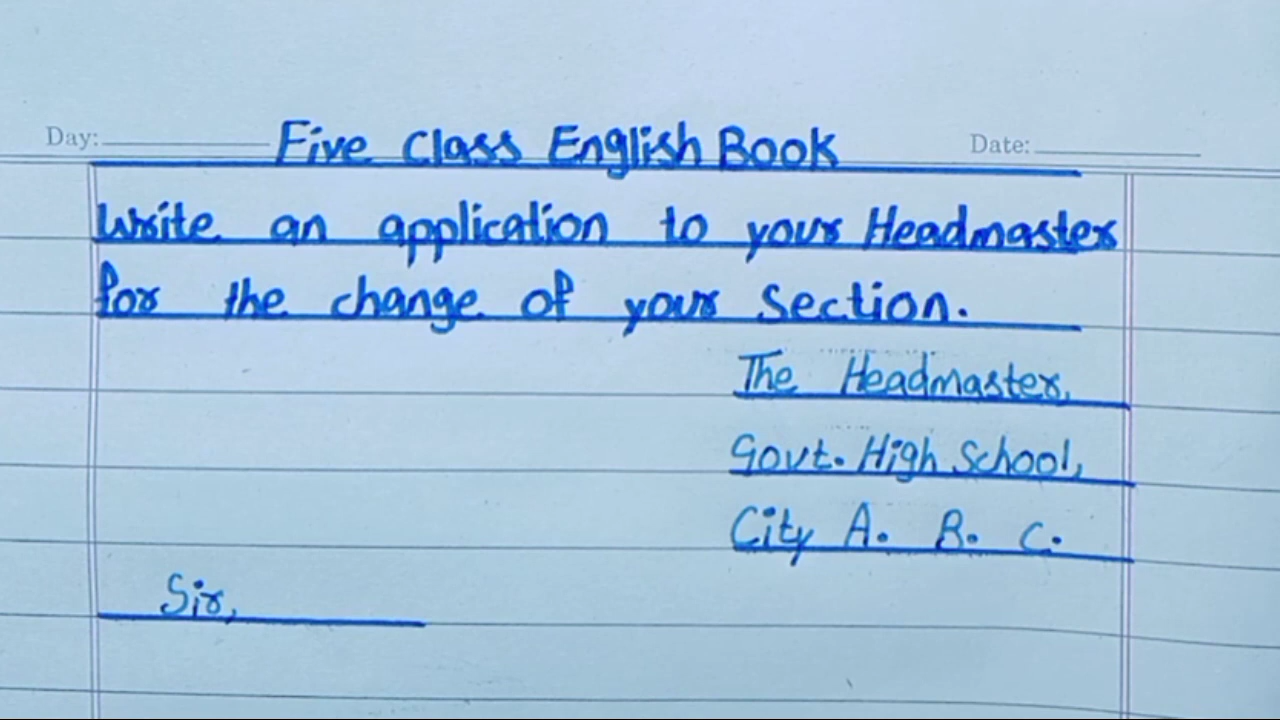 Day: Five Class English Book Date:
Write an application to your Headmaster
for the change of your Section.
The Headmaster,
Govt. High School,
City A. B. C.
Sir,